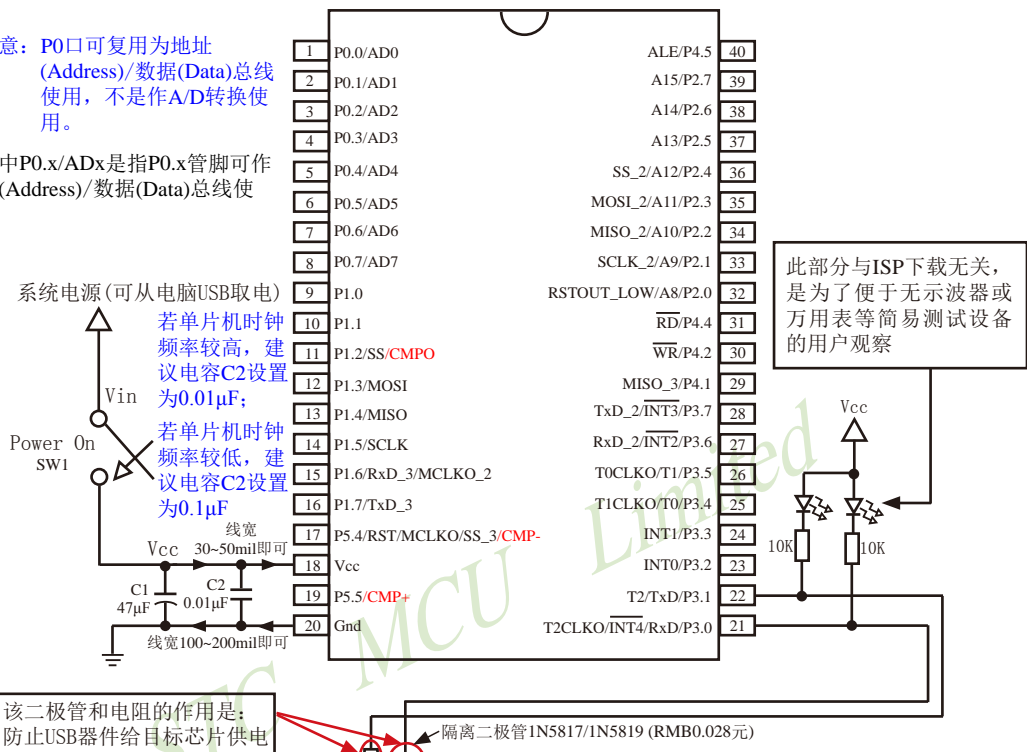 意：P0口可复用为地址
(Address)/数据(Data)总线
使用，不是作A/D转换使
用。
中P0.x/ADx是指P0.x管脚可作
(Address)/数据(Data)总线使
系统电源(可从电脑USB取电)
若单片机时钟
频率较高，建
议电容C2设置
为0.01μF；
若单片机时钟
频率较低，建
议电容C2设置
为0.1μF
Vin
Power On
SW1
线宽
30~50mil即可
Vcc
C1
47μF
C2
0.01μF
线宽100~200mil即可
1 P0.0/AD0
2 P0.1/AD1
3 P0.2/AD2
4 P0.3/AD3
5 P0.4/AD4
6 P0.5/AD5
7 P0.6/AD6
8 P0.7/AD7
9 P1.0
10 P1.1
11 P1.2/SS/CMPO
12 P1.3/MOSI
13 P1.4/MISO
14 P1.5/SCLK
15 P1.6/RxD_3/MCLKO_2
16 P1.7/TxD_3
17 P5.4/RST/MCLKO/SS_3/CMP-
18 Vcc
19 P5.5/CMP+
20 Gnd
ALE/P4.5 40
A15/P2.7 39
A14/P2.6 38
A13/P2.5 37
SS_2/A12/P2.4 36
MOSI_2/A11/P2.3 35
MISO_2/A10/P2.2 34
SCLK_2/A9/P2.1 33
RSTOUT_LOW/A8/P2.0 32
RD/P4.4 31
WR/P4.2 30
MISO_3/P4.1 29
TxD_2/INT3/P3.7 28
RxD_2/INT2/P3.6 27
T0CLKO/T1/P3.5 26
T1CLKO/T0/P3.4 25
INT1/P3.3 24
INT0/P3.2 23
T2/TxD/P3.1 22
T2CLKO/INT4/RxD/P3.0 21
此部分与ISP下载无关，
是为了便于无示波器或
万用表等简易测试设备
的用户观察
Vcc
10K
10K
STC MCU Limited
该二极管和电阻的作用是：
防止USB器件给目标芯片供电
隔离二极管1N5817/1N5819 (RMB0.028元)